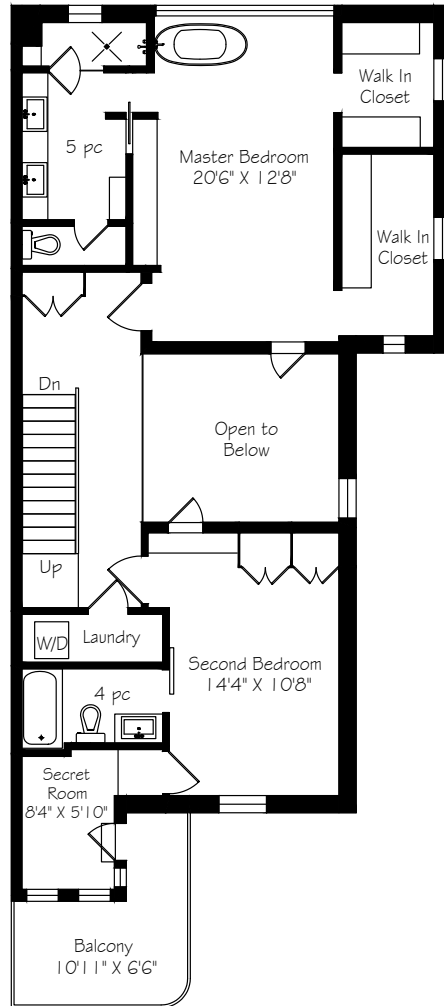 Walk In
Closet
5 pc
Master Bedroom
20'6" X 12'8"
Walk In
Closet
Dn
Open to
Below
Up
W/D
Laundry
Second Bedroom
14'4" X 10'8"
4 pc
Secret
Room
8'4" X 5'10"
Balcony
10'11" X 6'6"